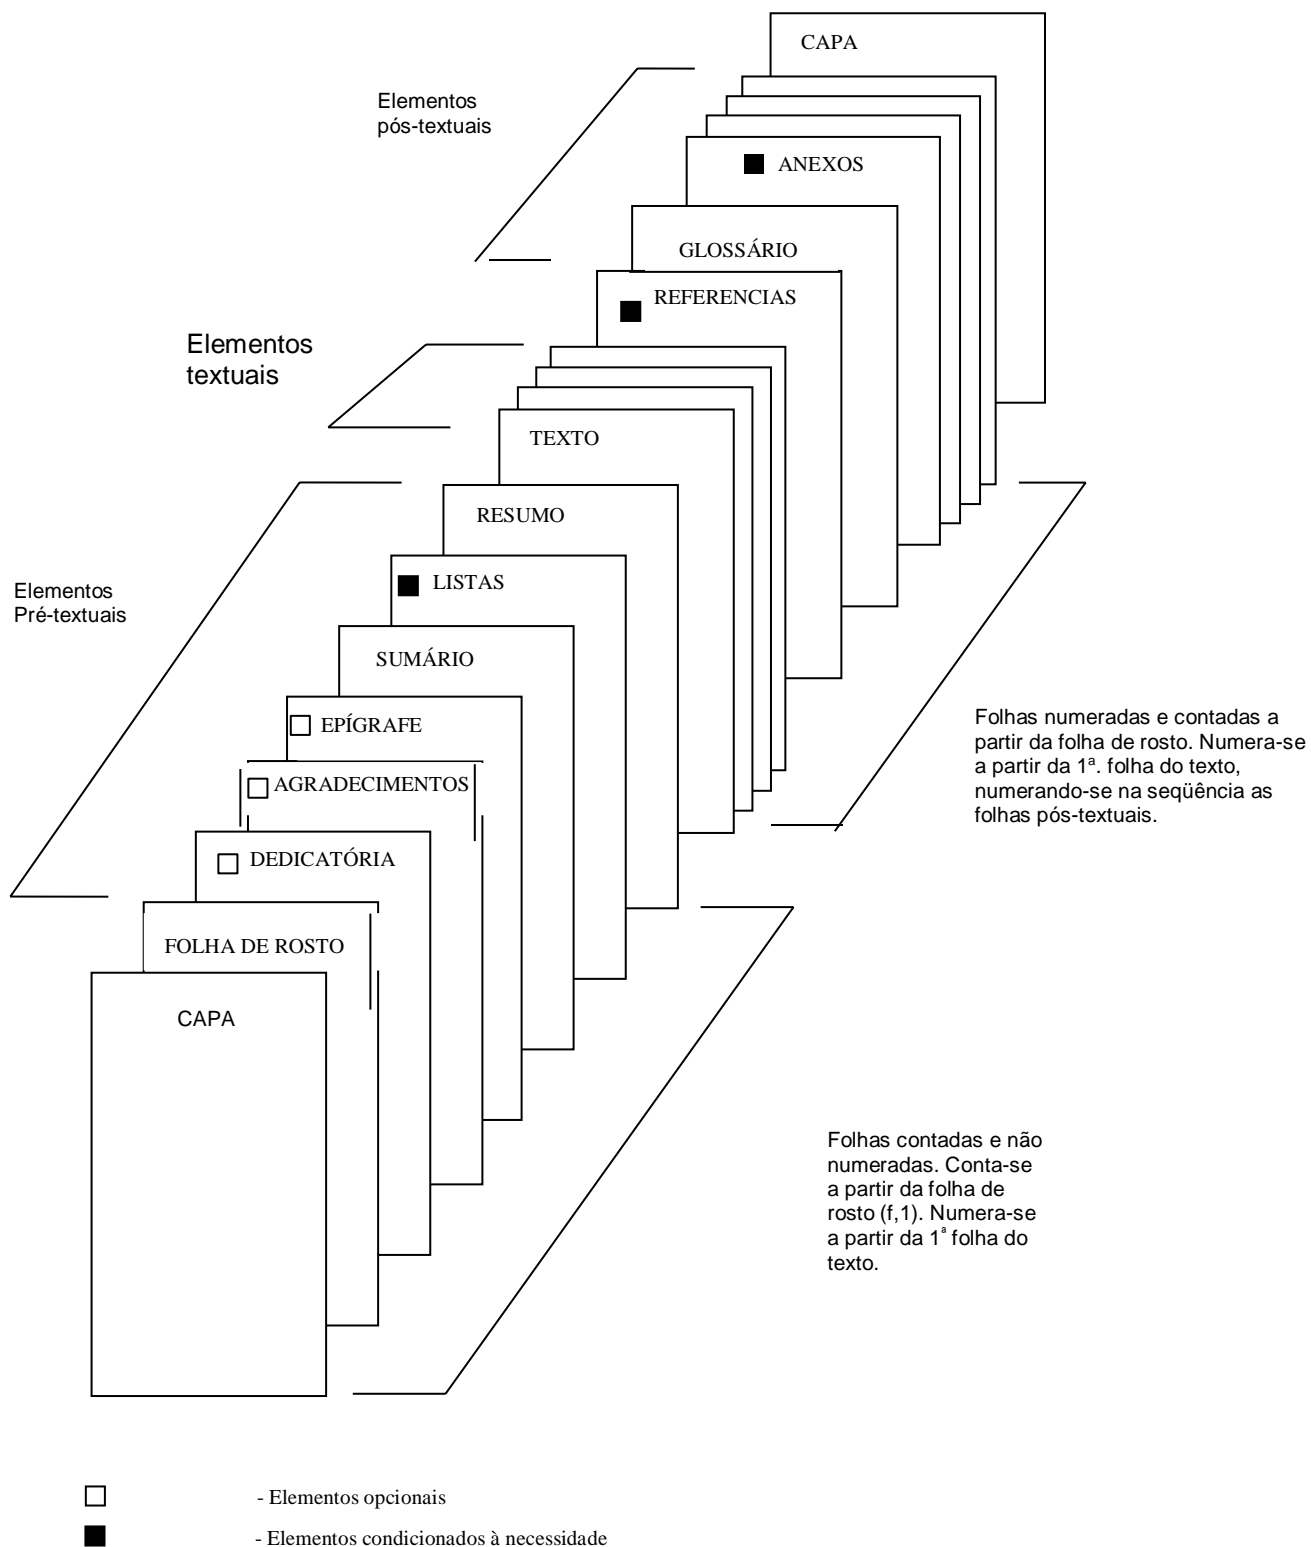 CAPA
Elementos
pós-textuais
ANEXOS
GLOSSÁRIO
REFERENCIAS
Elementos
textuais
TEXTO
RESUMO
LISTAS
Elementos
Pré-textuais
SUMÁRIO
EPÍGRAFE
AGRADECIMENTOS
DEDICATÓRIA
FOLHA DE ROSTO
CAPA
Folhas numeradas e contadas a
partir da folha de rosto. Numera-se
a partir da 1ª. folha do texto,
numerando-se na seqüência as
folhas pós-textuais.
Folhas contadas e não
numeradas. Conta-se
a partir da folha de
rosto (f,1). Numera-se
a partir da 1ª folha do
texto.
- Elementos opcionais
- Elementos condicionados à necessidade